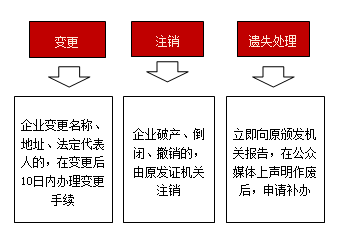 变更
注销
遗失处理
企业变更名称、
地址、法定代表
人的，在变更后
10日内办理变更
手续
企业破产、倒
闭、撤销的，
由原发证机关
注销
立即向原颁发机
关报告，在公众
媒体上声明作废
后，申请补办